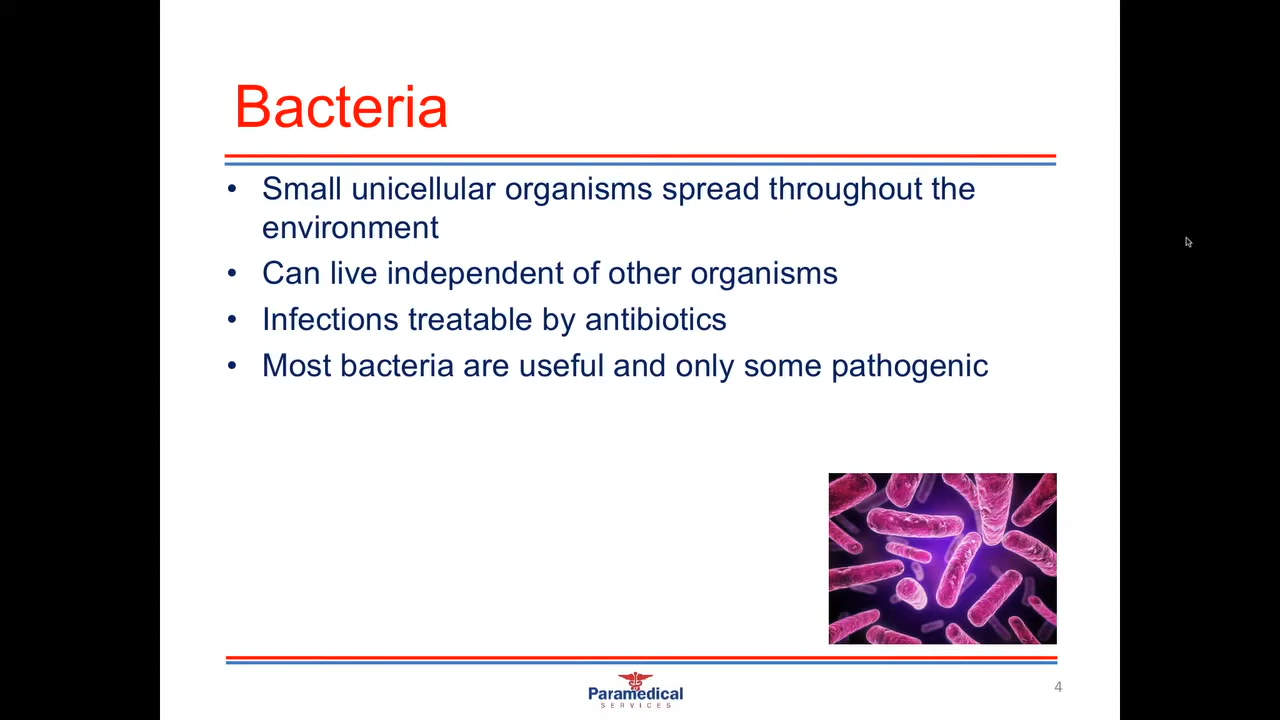 Bacteria
• Small unicellular organisms spread throughout the
environment
• Can live independent of other organisms
• Infections treatable by antibiotics
• Most bacteria are useful and only some pathogenic
Paramedical
SERVICES
4